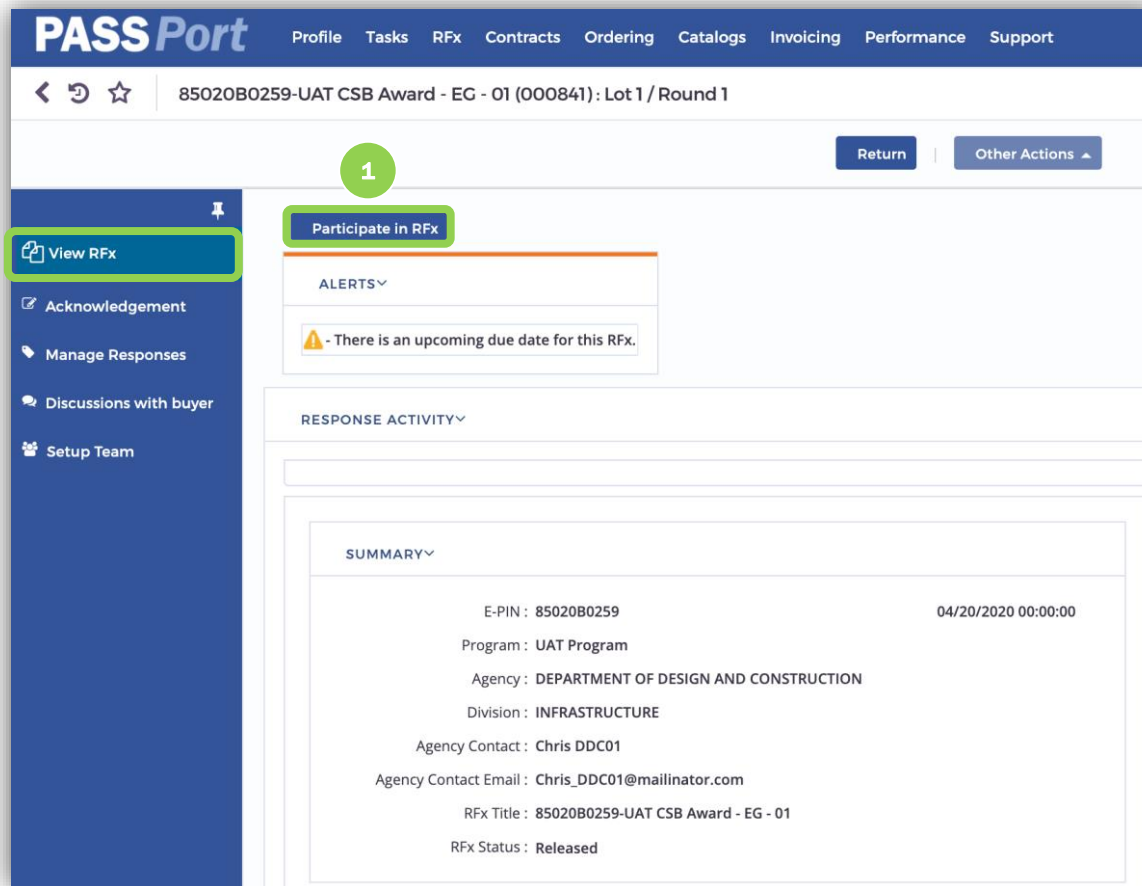 PASSPort
Profile Tasks RFx Contracts Ordering Catalogs Invoicing Performance Support
85020B0259-UAT CSB Award - EG - 01 (000841) : Lot 1 / Round 1
Return | Other Actions
1
Participate in RFx
View RFx
Acknowledgement
Manage Responses
Discussions with buyer
Setup Team
ALERTS
- There is an upcoming due date for this RFx.
RESPONSE ACTIVITY
SUMMARY
E-PIN : 85020B0259 04/20/2020 00:00:00
Program : UAT Program
Agency : DEPARTMENT OF DESIGN AND CONSTRUCTION
Division : INFRASTRUCTURE
Agency Contact : Chris DDC01
Agency Contact Email : Chris_DDC01@mailinator.com
RFx Title : 85020B0259-UAT CSB Award - EG - 01
RFx Status : Released